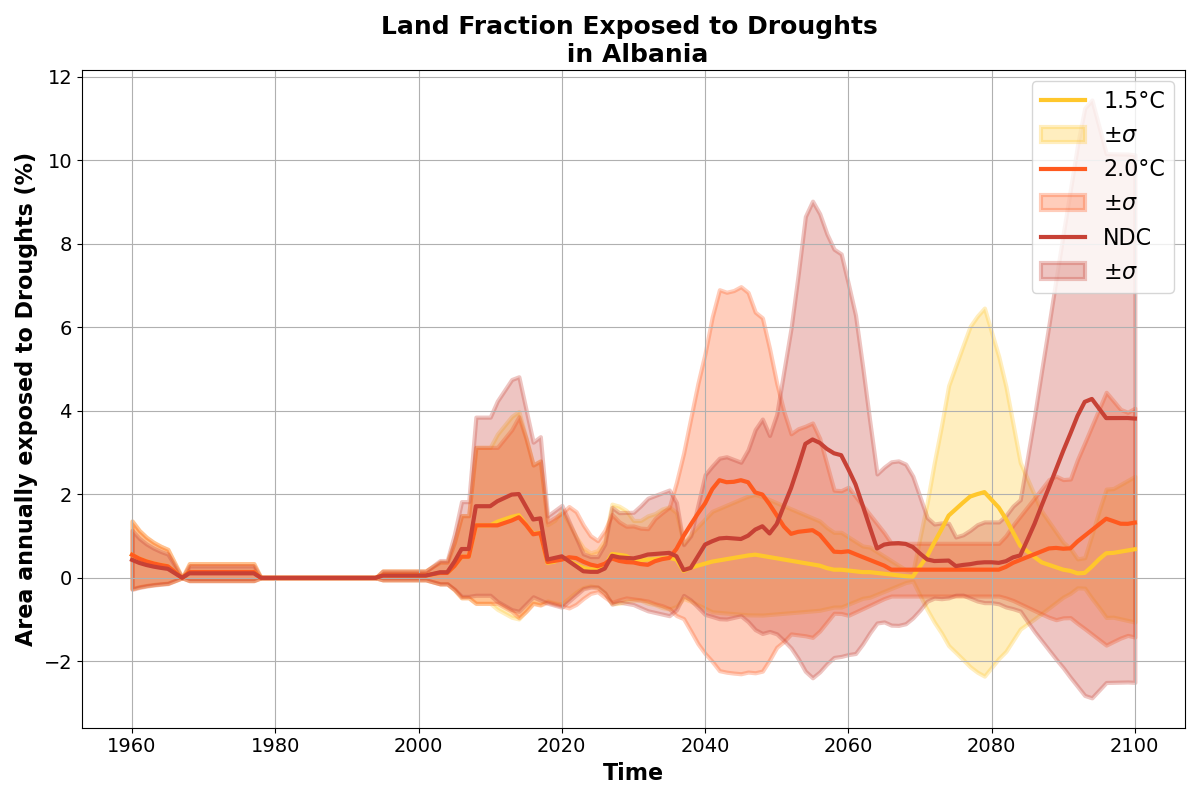 Land Fraction Exposed to Droughts
in Albania
Area annually exposed to Droughts (%)
12
10
8
6
4
2
0
−2
1960
1980
2000
2020
2040
2060
2080
2100
Time
1.5°C
±σ
2.0°C
±σ
NDC
±σ